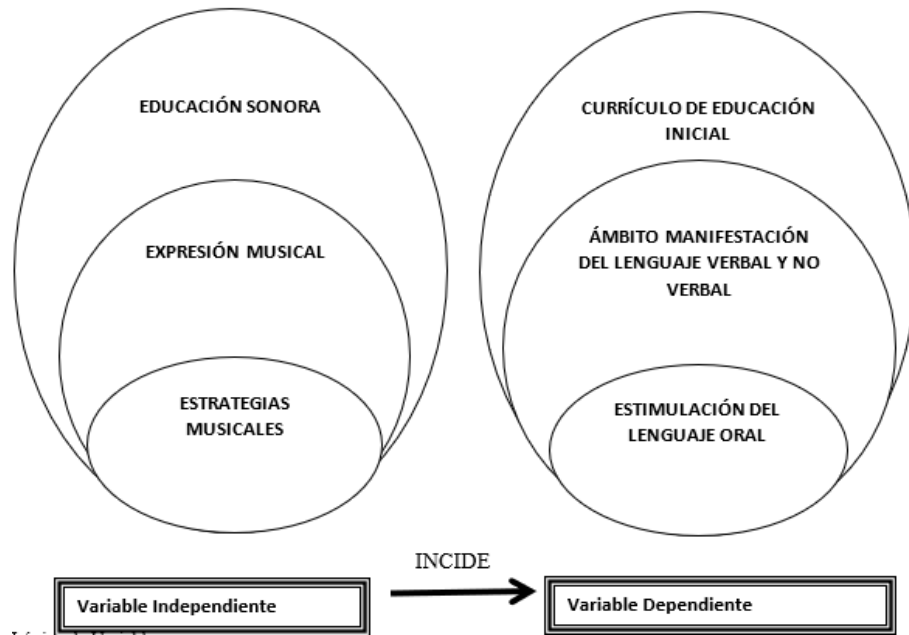 EDUCACIÓN SONORA
EXPRESIÓN MUSICAL
ESTRATEGIAS
MUSICALES
CURRÍCULO DE EDUCACIÓN
INICIAL
ÁMBITO MANIFESTACIÓN
DEL LENGUAJE VERBAL Y NO
VERBAL
ESTIMULACIÓN DEL
LENGUAJE ORAL
INCIDE
Variable Independiente
Variable Dependiente